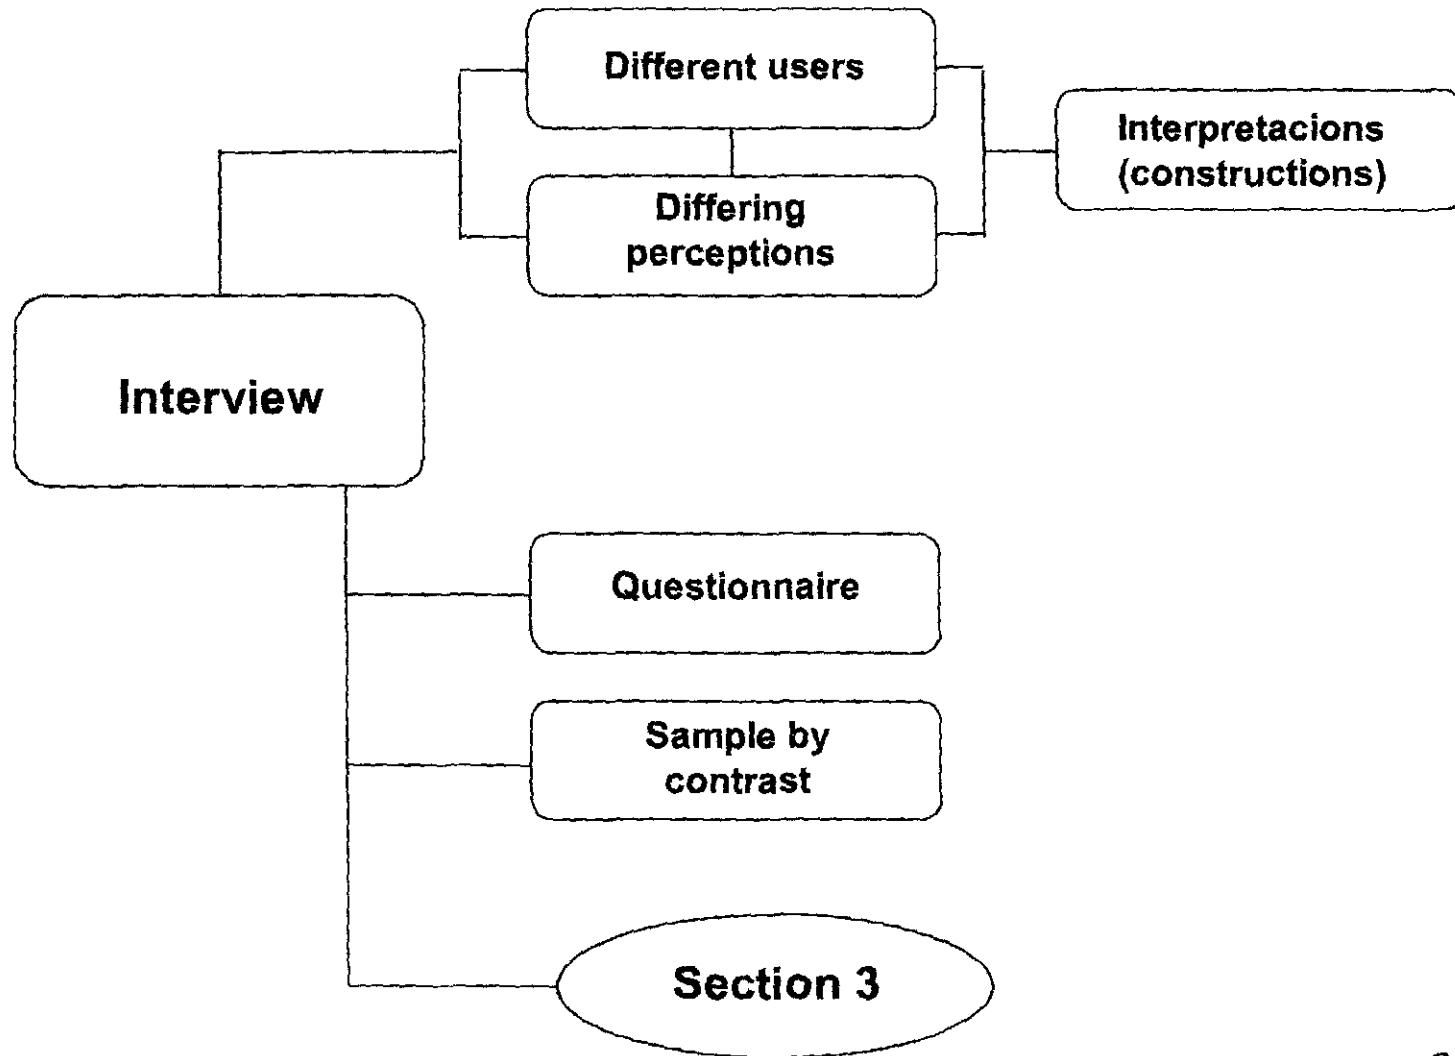 Different users
Interpretacions
(constructions)
Differing
perceptions
Interview
Questionnaire
Sample by
contrast
Section 3